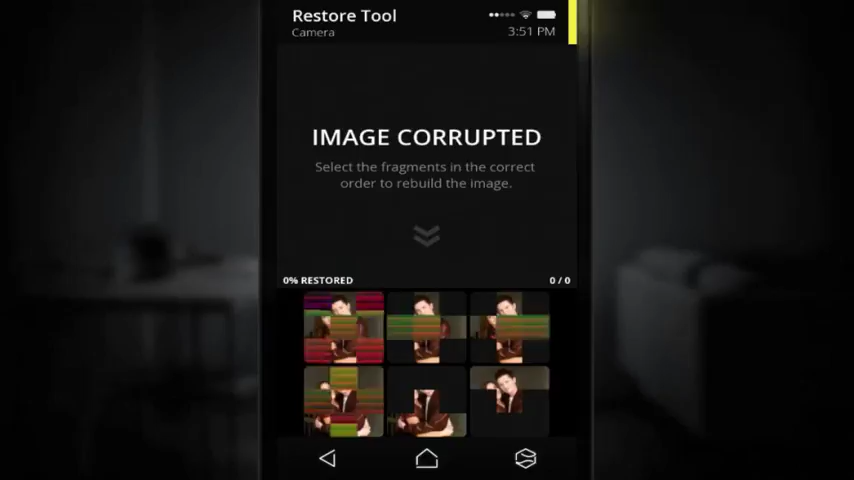 Restore Tool
Camera
3:51 PM
IMAGE CORRUPTED
Select the fragments in the correct
order to rebuild the image.
0% RESTORED
0 / 0